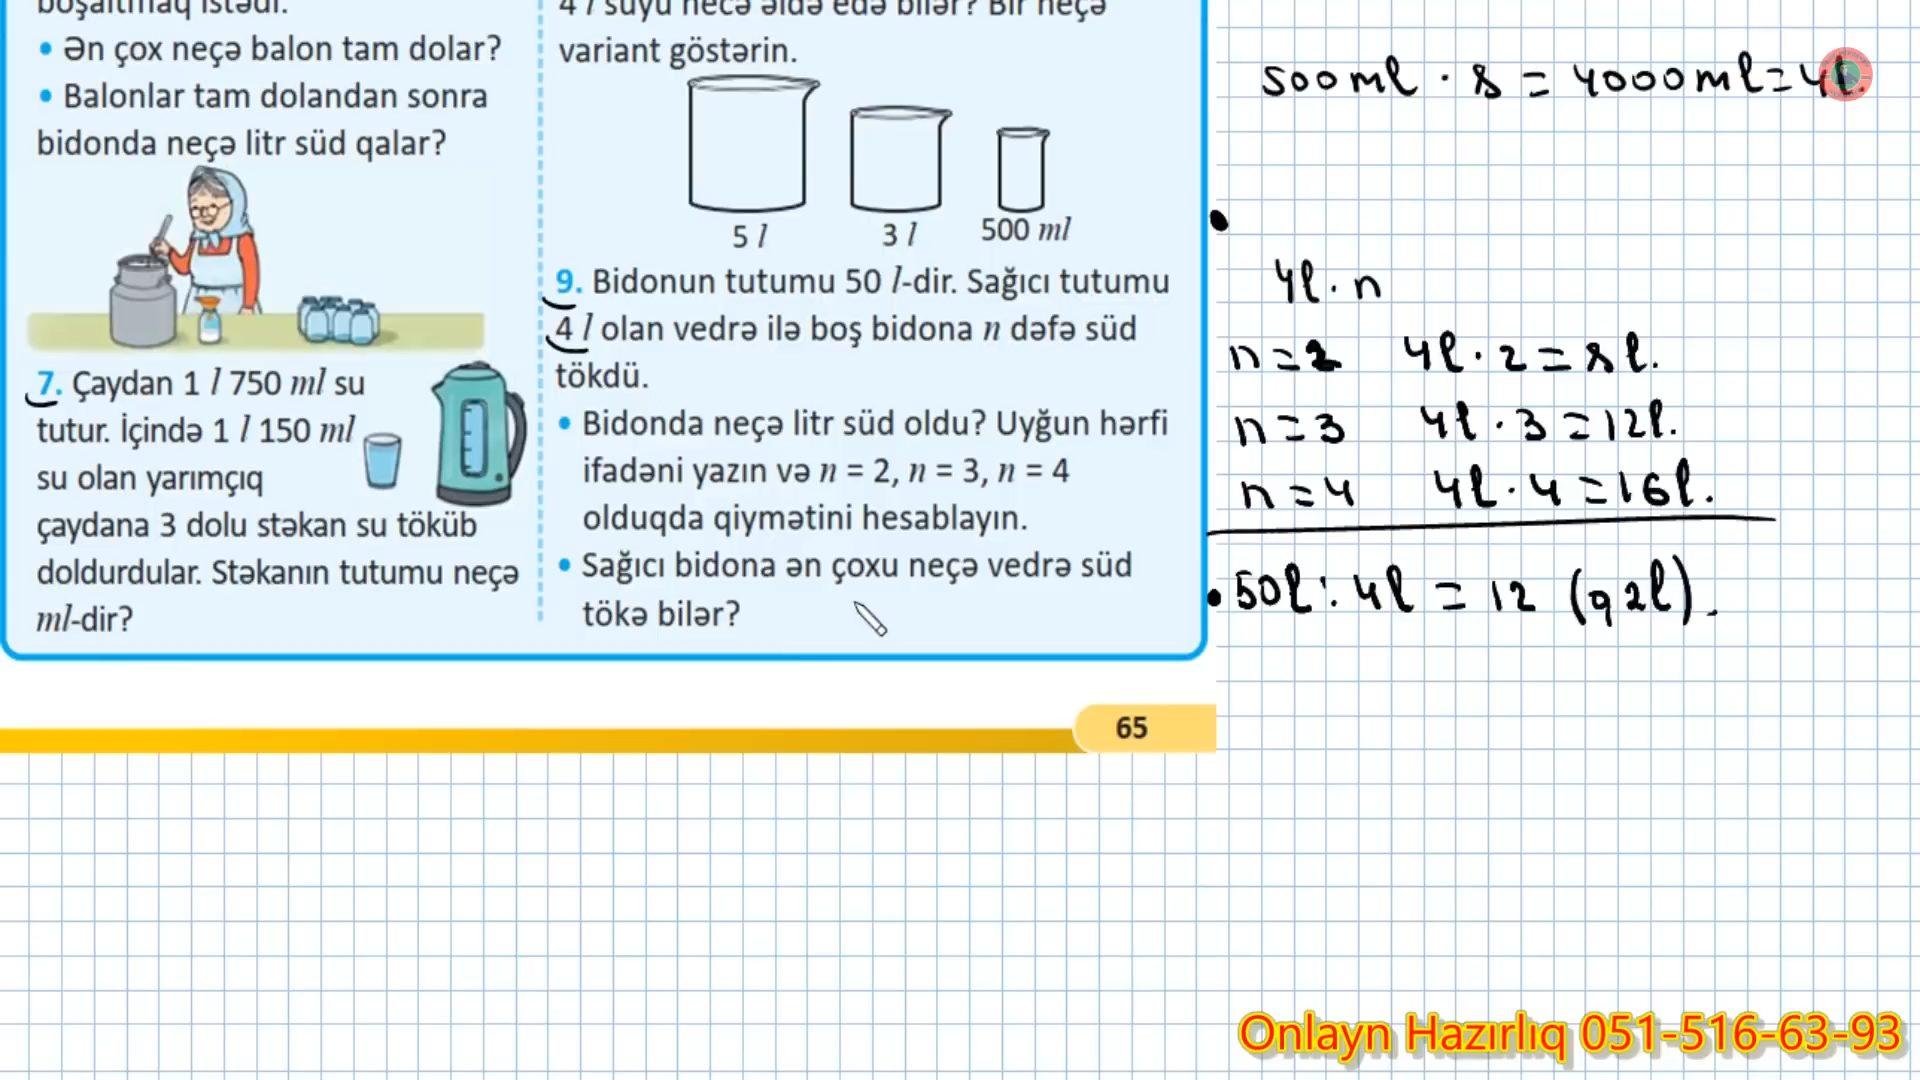 boşaltmaq istədi.
• Ən çox neçə balon tam dolar?
• Balonlar tam dolandan sonra
bidonda neçə litr süd qalar?
7. Çaydan 1 l 750 ml su
tutur. İçində 1 l 150 ml
su olan yarımçıq
çaydana 3 dolu stəkan su töküb
doldurdular. Stəkanın tutumu neçə
ml-dir?
4 l suyu necə əldə edə bilər? Bir neçə
variant göstərin.
5 l 3 l 500 ml
9. Bidonun tutumu 50 l-dir. Sağıcı tutumu
4 l olan vedrə ilə boş bidona n dəfə süd
tökdü.
• Bidonda neçə litr süd oldu? Uyğun hərfi
ifadəni yazın və n = 2, n = 3, n = 4
olduqda qiymətini hesablayın.
• Sağıcı bidona ən çoxu neçə vedrə süd
tökə bilər?
65
500ml · 8 = 4000ml = 4l.
4l · n
n = 2 4l · 2 = 8l.
n = 3 4l · 3 = 12l.
n = 4 4l · 4 = 16l.
• 50l : 4l = 12 (q 2l).
Onlayn Hazırlıq 051-516-63-93